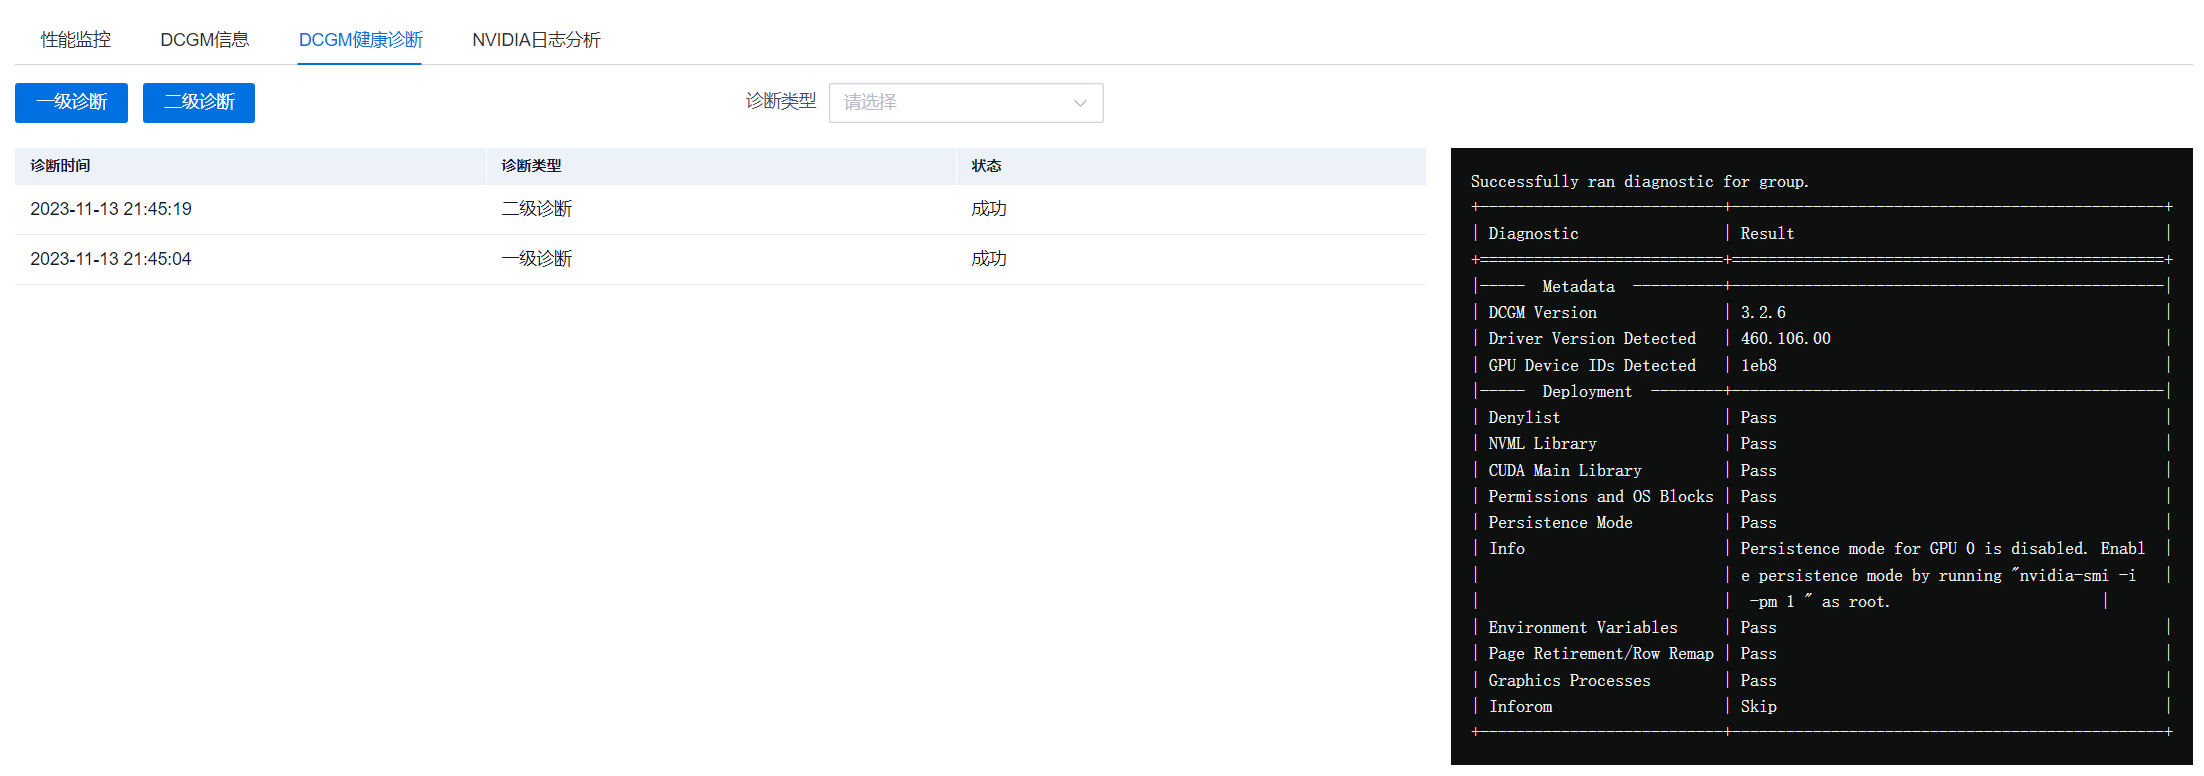 性能监控 DCGM信息 DCGM健康诊断 NVIDIA日志分析
一级诊断 二级诊断 诊断类型 请选择
诊断时间 诊断类型 状态
2023-11-13 21:45:19 二级诊断 成功
2023-11-13 21:45:04 一级诊断 成功
Successfully ran diagnostic for group.
+---------------------------+------------------------------------------------+
| Diagnostic                | Result                                         |
+===========================+================================================+
|-----  Metadata  ----------+------------------------------------------------|
| DCGM Version              | 3.2.6                                          |
| Driver Version Detected   | 460.106.00                                     |
| GPU Device IDs Detected   | 1eb8                                           |
|-----  Deployment  --------+------------------------------------------------|
| Denylist                  | Pass                                           |
| NVML Library              | Pass                                           |
| CUDA Main Library         | Pass                                           |
| Permissions and OS Blocks | Pass                                           |
| Persistence Mode          | Pass                                           |
| Info                      | Persistence mode for GPU 0 is disabled. Enabl  |
|                           | e persistence mode by running "nvidia-smi -i   |
|                           |  -pm 1 " as root.                       |
| Environment Variables     | Pass                                           |
| Page Retirement/Row Remap | Pass                                           |
| Graphics Processes        | Pass                                           |
| Inforom                   | Skip                                           |
+---------------------------+------------------------------------------------+